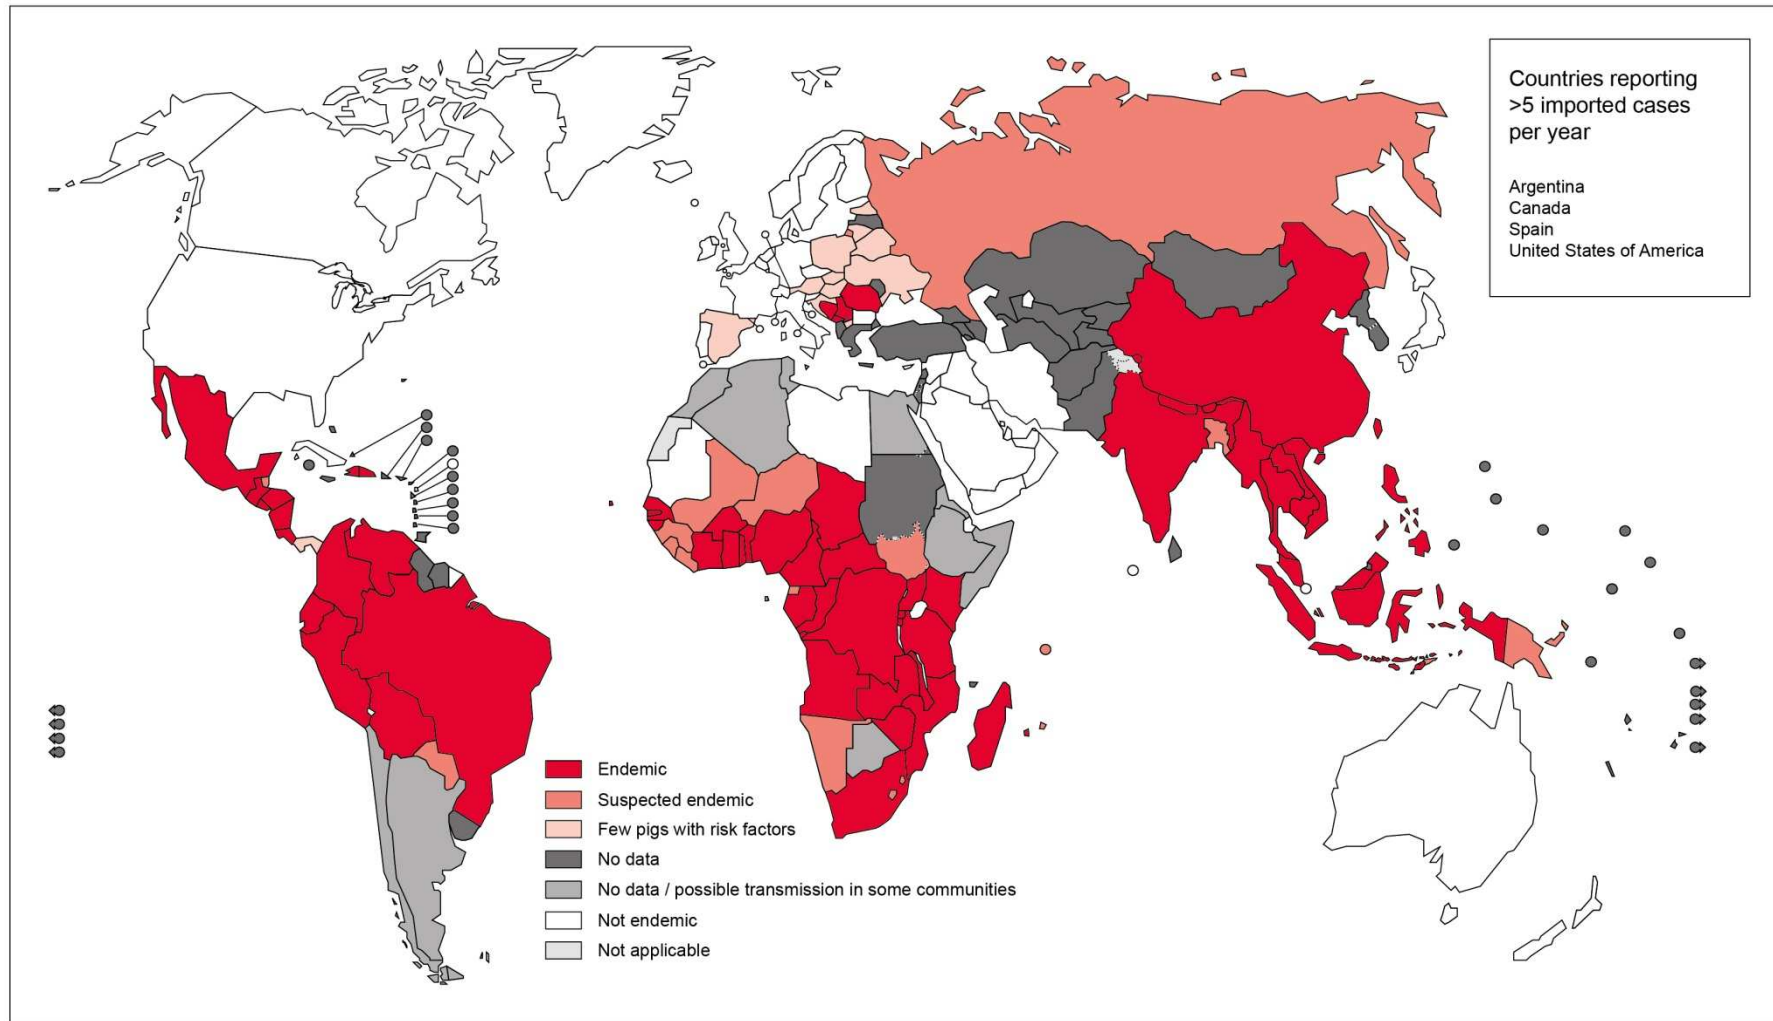 Countries reporting
>5 imported cases
per year
Argentina
Canada
Spain
United States of America
Endemic
Suspected endemic
Few pigs with risk factors
No data
No data / possible transmission in some communities
Not endemic
Not applicable